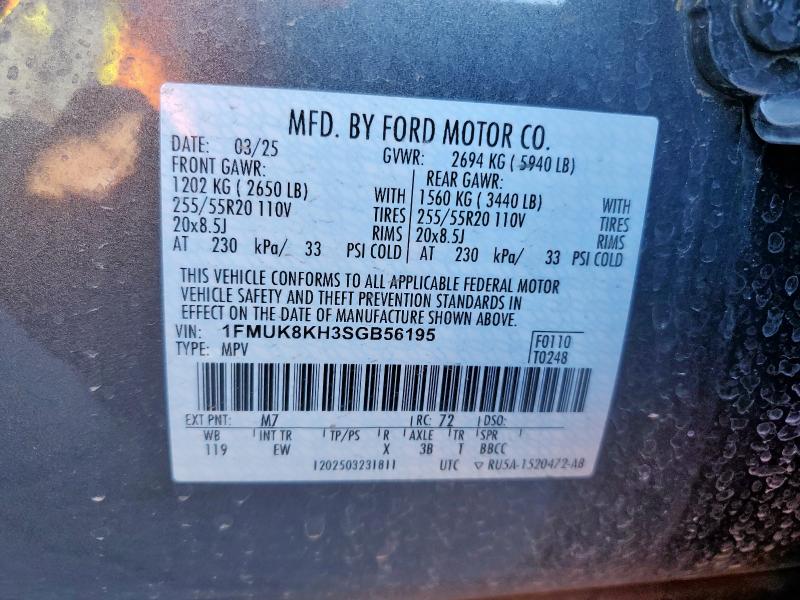 MFD. BY FORD MOTOR CO.
DATE: 03/25 GVWR: 2694 KG ( 5940 LB)
FRONT GAWR: REAR GAWR:
1202 KG ( 2650 LB) WITH 1560 KG ( 3440 LB) WITH
255/55R20 110V TIRES 255/55R20 110V TIRES
20x8.5J RIMS 20x8.5J RIMS
AT 230 kPa/ 33 PSI COLD AT 230 kPa/ 33 PSI COLD
THIS VEHICLE CONFORMS TO ALL APPLICABLE FEDERAL MOTOR
VEHICLE SAFETY AND THEFT PREVENTION STANDARDS IN
EFFECT ON THE DATE OF MANUFACTURE SHOWN ABOVE.
VIN: 1FMUK8KH3SGB56195 F0110
TYPE: MPV T0248
EXT PNT: M7 RC: 72 DSO:
WB INT TR TP/PS R AXLE TR SPR
119 EW X 3B T BBCC
1202503231811 UTC ▽ RU5A-1520472-AB